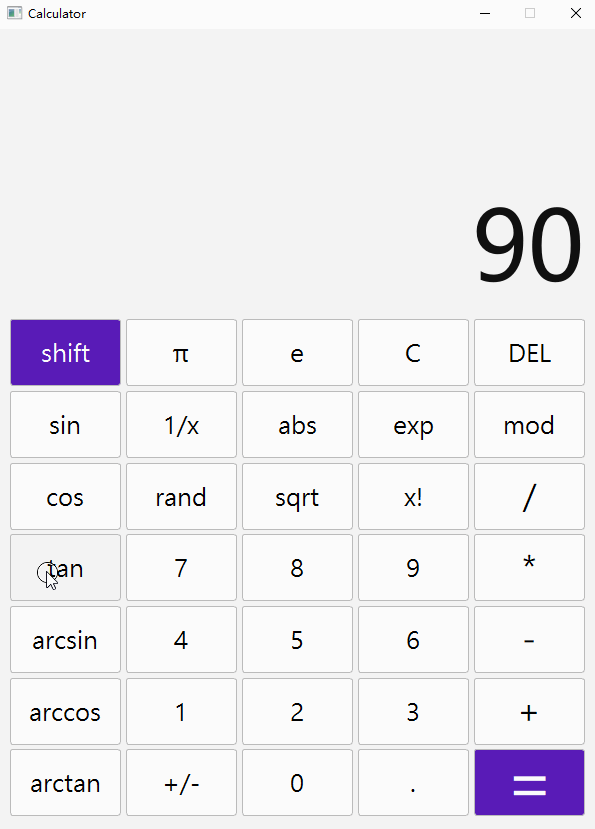 Calculator
90
shift π e C DEL
sin 1/x abs exp mod
cos rand sqrt x! /
tan 7 8 9 *
arcsin 4 5 6 -
arccos 1 2 3 +
arctan +/- 0 . =